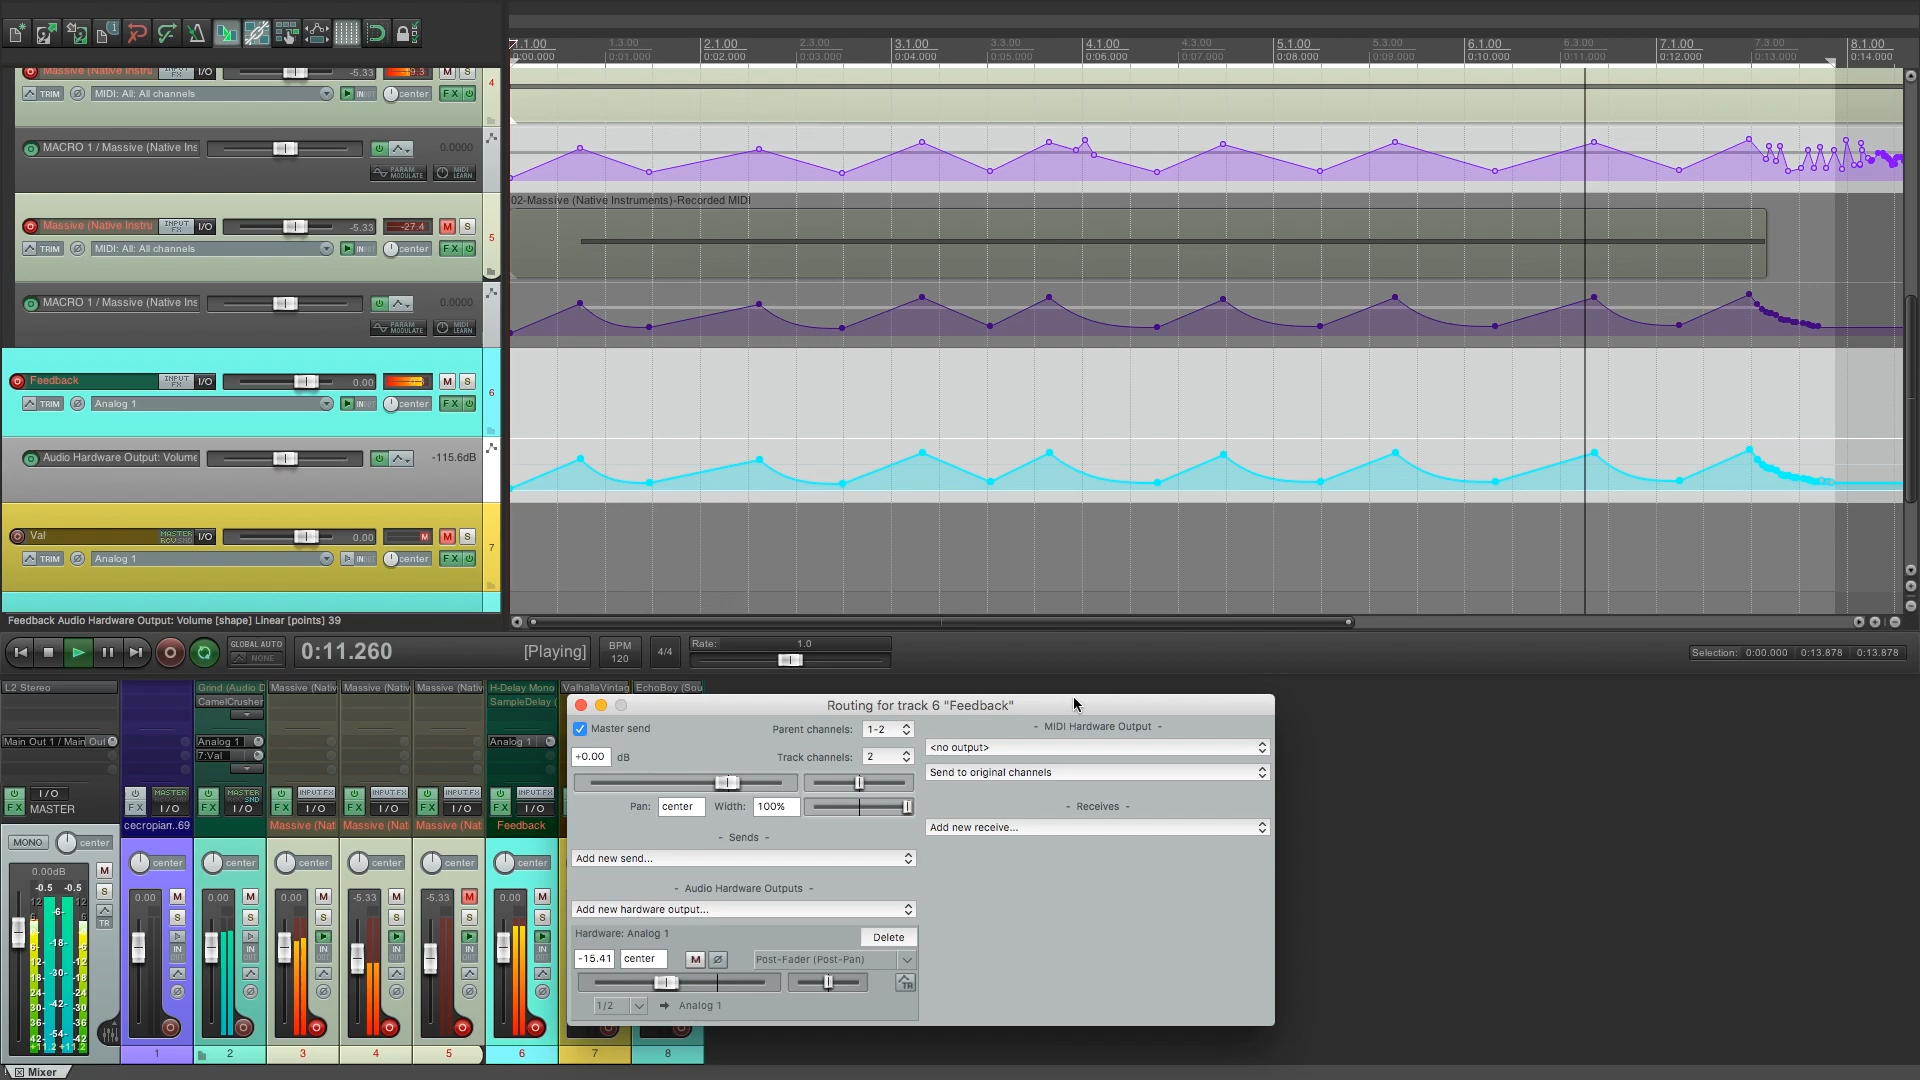 1.1.00 1.3.00 2.1.00 2.3.00 3.1.00 3.3.00 4.1.00 4.3.00 5.1.00 5.3.00 6.1.00 6.3.00 7.1.00 7.3.00 8.1.00
0:00.000 0:01.000 0:02.000 0:03.000 0:04.000 0:05.000 0:06.000 0:07.000 0:08.000 0:09.000 0:10.000 0:11.000 0:12.000 0:13.000 0:14.000
Massive (Native Instru INPUT FX I/O -5.33 -9.3 M S 4
TRIM MIDI: All: All channels IN center FX
MACRO 1 / Massive (Native Ins 0.0000
PARAM MODULATE MIDI LEARN
02-Massive (Native Instruments)-Recorded MIDI
Massive (Native Instru INPUT FX I/O -5.33 -27.4 M S 5
TRIM MIDI: All: All channels IN center FX
MACRO 1 / Massive (Native Ins 0.0000
PARAM MODULATE MIDI LEARN
Feedback INPUT FX I/O 0.00 M S 6
TRIM Analog 1 IN center FX
Audio Hardware Output: Volume -115.6dB
Val MASTER RCV SND I/O 0.00 M M S 7
TRIM Analog 1 IN center FX
Feedback Audio Hardware Output: Volume [shape] Linear [points] 39
GLOBAL AUTO NONE 0:11.260 [Playing] BPM 120 4/4 Rate: 1.0 Selection: 0:00.000 0:13.878 0:13.878
L2 Stereo Grind (Audio D Massive (Nativ Massive (Nativ Massive (Nativ H-Delay Mono ValhallaVintag EchoBoy (Sou
CamelCrusher SampleDelay (
Main Out 1 / Main Out Analog 1 Analog 1
7:Val
I/O MASTER MASTER INPUT FX INPUT FX INPUT FX INPUT FX
FX MASTER FX I/O FX I/O FX I/O FX I/O FX I/O FX I/O
cecropian..69 Massive (Nat Massive (Nat Massive (Nat Feedback
MONO center center center center center center center
0.00dB M 0.00 M 0.00 M 0.00 M -5.33 M -5.33 M 0.00 M
-0.5 -0.5 S S S S S S S
TR
1 2 3 4 5 6 7 8
Mixer
Routing for track 6 "Feedback"
Master send Parent channels: 1-2
+0.00 dB Track channels: 2
Pan: center Width: 100%
- Sends -
Add new send...
- Audio Hardware Outputs -
Add new hardware output...
Hardware: Analog 1 Delete
-15.41 center M Ø Post-Fader (Post-Pan)
TR
1/2 Analog 1
- MIDI Hardware Output -
<no output>
Send to original channels
- Receives -
Add new receive...